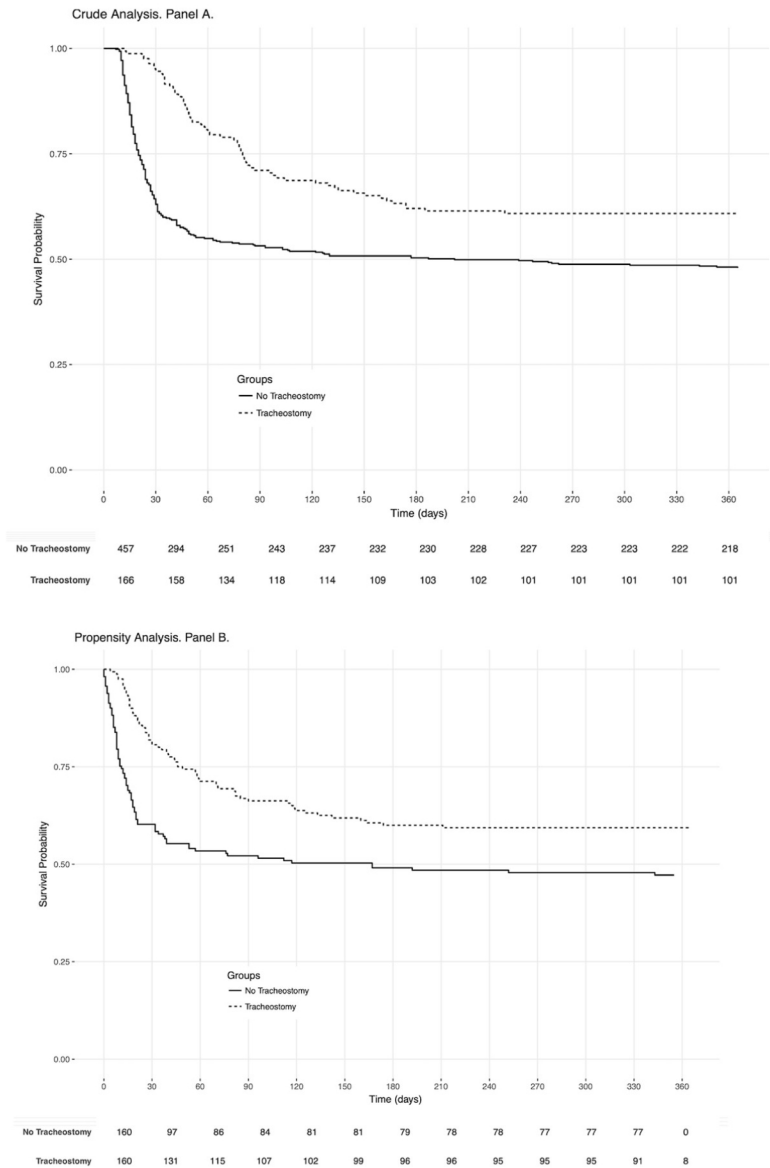 Crude Analysis. Panel A.
1.00
0.75
0.50
0.25
0.00
Survival Probability
Groups
No Tracheostomy
Tracheostomy
0 30 60 90 120 150 180 210 240 270 300 330 360
Time (days)
No Tracheostomy 457 294 251 243 237 232 230 228 227 223 223 222 218
Tracheostomy 166 158 134 118 114 109 103 102 101 101 101 101 101
Propensity Analysis. Panel B.
1.00
0.75
0.50
0.25
0.00
Survival Probability
Groups
No Tracheostomy
Tracheostomy
0 30 60 90 120 150 180 210 240 270 300 330 360
Time (days)
No Tracheostomy 160 97 86 84 81 81 79 78 78 77 77 77 0
Tracheostomy 160 131 115 107 102 99 96 96 95 95 95 91 8